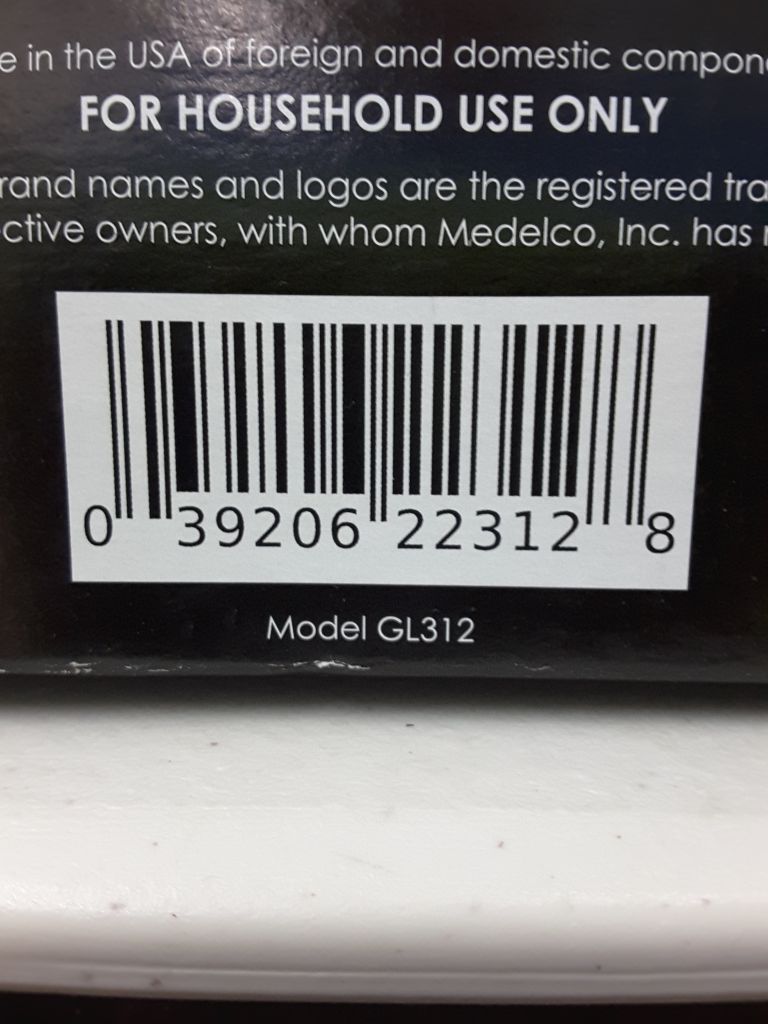 e in the USA of foreign and domestic compon
FOR HOUSEHOLD USE ONLY
rand names and logos are the registered tra
ective owners, with whom Medelco, Inc. has
0 39206 22312 8
Model GL312